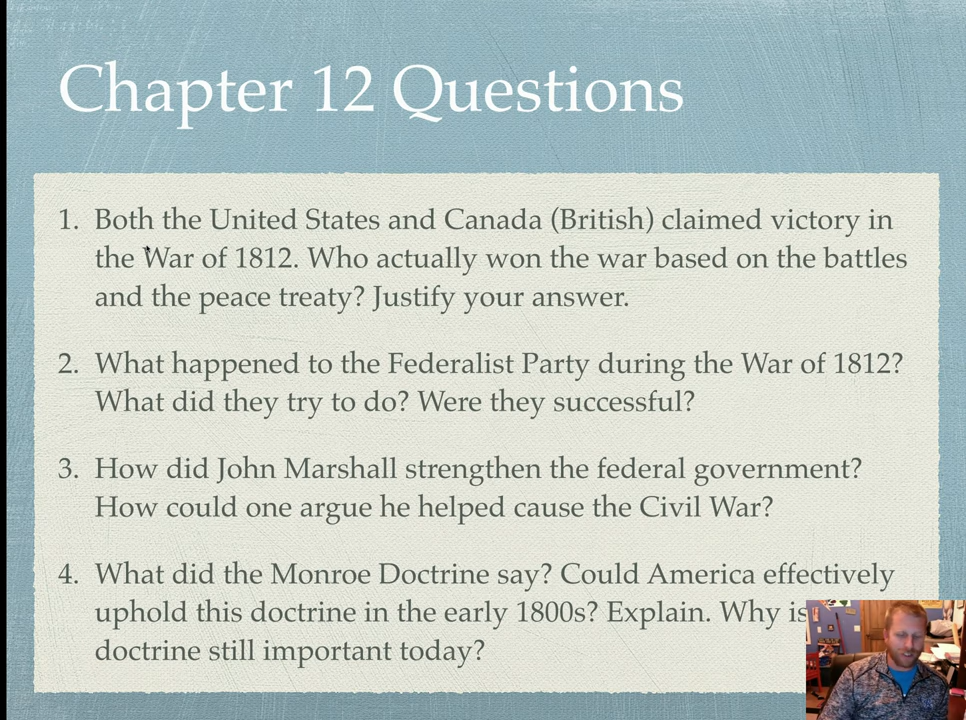 Chapter 12 Questions
1. Both the United States and Canada (British) claimed victory in
the War of 1812. Who actually won the war based on the battles
and the peace treaty? Justify your answer.
2. What happened to the Federalist Party during the War of 1812?
What did they try to do? Were they successful?
3. How did John Marshall strengthen the federal government?
How could one argue he helped cause the Civil War?
4. What did the Monroe Doctrine say? Could America effectively
uphold this doctrine in the early 1800s? Explain. Why is
doctrine still important today?